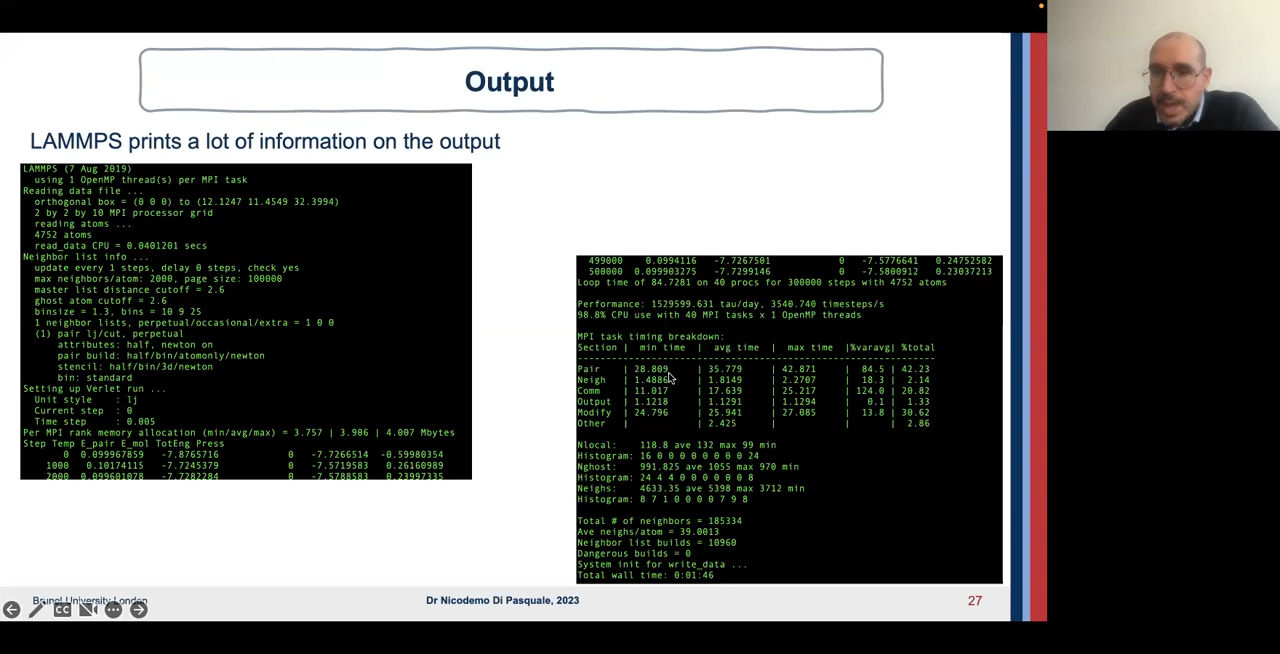 Output
LAMMPS prints a lot of information on the output
LAMMPS (7 Aug 2019)
using 1 OpenMP thread(s) per MPI task
Reading data file ...
orthogonal box = (0 0 0) to (12.1247 11.4549 32.3994)
2 by 2 by 10 MPI processor grid
reading atoms ...
4752 atoms
read_data CPU = 0.0401201 secs
Neighbor list info ...
update every 1 steps, delay 0 steps, check yes
max neighbors/atom: 2000, page size: 100000
master list distance cutoff = 2.6
ghost atom cutoff = 2.6
binsize = 1.3, bins = 10 9 25
1 neighbor lists, perpetual/occasional/extra = 1 0 0
(1) pair lj/cut, perpetual
attributes: half, newton on
pair build: half/bin/atomonly/newton
stencil: half/bin/3d/newton
bin: standard
Setting up Verlet run ...
Unit style : lj
Current step : 0
Time step : 0.005
Per MPI rank memory allocation (min/avg/max) = 3.757 | 3.906 | 4.007 Mbytes
Step Temp E_pair E_mol TotEng Press
0 0.099967859 -7.8765716 0 -7.7266514 -0.59980354
1000 0.10174115 -7.7245379 0 -7.5719583 0.26160989
2000 0.099601078 -7.7282284 0 -7.5788583 0.23997335
499000 0.0994116 -7.7267501 0 -7.5776641 0.24752582
500000 0.099903275 -7.7299146 0 -7.5800912 0.23037213
Loop time of 84.7281 on 40 procs for 300000 steps with 4752 atoms
Performance: 1529599.631 tau/day, 3540.740 timesteps/s
98.8% CPU use with 40 MPI tasks x 1 OpenMP threads
MPI task timing breakdown:
Section | min time | avg time | max time |%varavg| %total
---------------------------------------------------------------
Pair | 28.809 | 35.779 | 42.871 | 84.5 | 42.23
Neigh | 1.4886 | 1.8149 | 2.2707 | 18.3 | 2.14
Comm | 11.017 | 17.639 | 25.217 | 124.0 | 20.82
Output | 1.1218 | 1.1291 | 1.1294 | 0.1 | 1.33
Modify | 24.796 | 25.941 | 27.085 | 13.8 | 30.62
Other | | 2.425 | | | 2.86
Nlocal: 118.8 ave 132 max 99 min
Histogram: 16 0 0 0 0 0 0 0 0 24
Nghost: 991.825 ave 1055 max 970 min
Histogram: 24 4 4 0 0 0 0 0 0 8
Neighs: 4633.35 ave 5398 max 3712 min
Histogram: 8 7 1 0 0 0 0 7 9 8
Total # of neighbors = 185334
Ave neighs/atom = 39.0013
Neighbor list builds = 10960
Dangerous builds = 0
System init for write_data ...
Total wall time: 0:01:46
Brunel University London
Dr Nicodemo Di Pasquale, 2023
27
CC